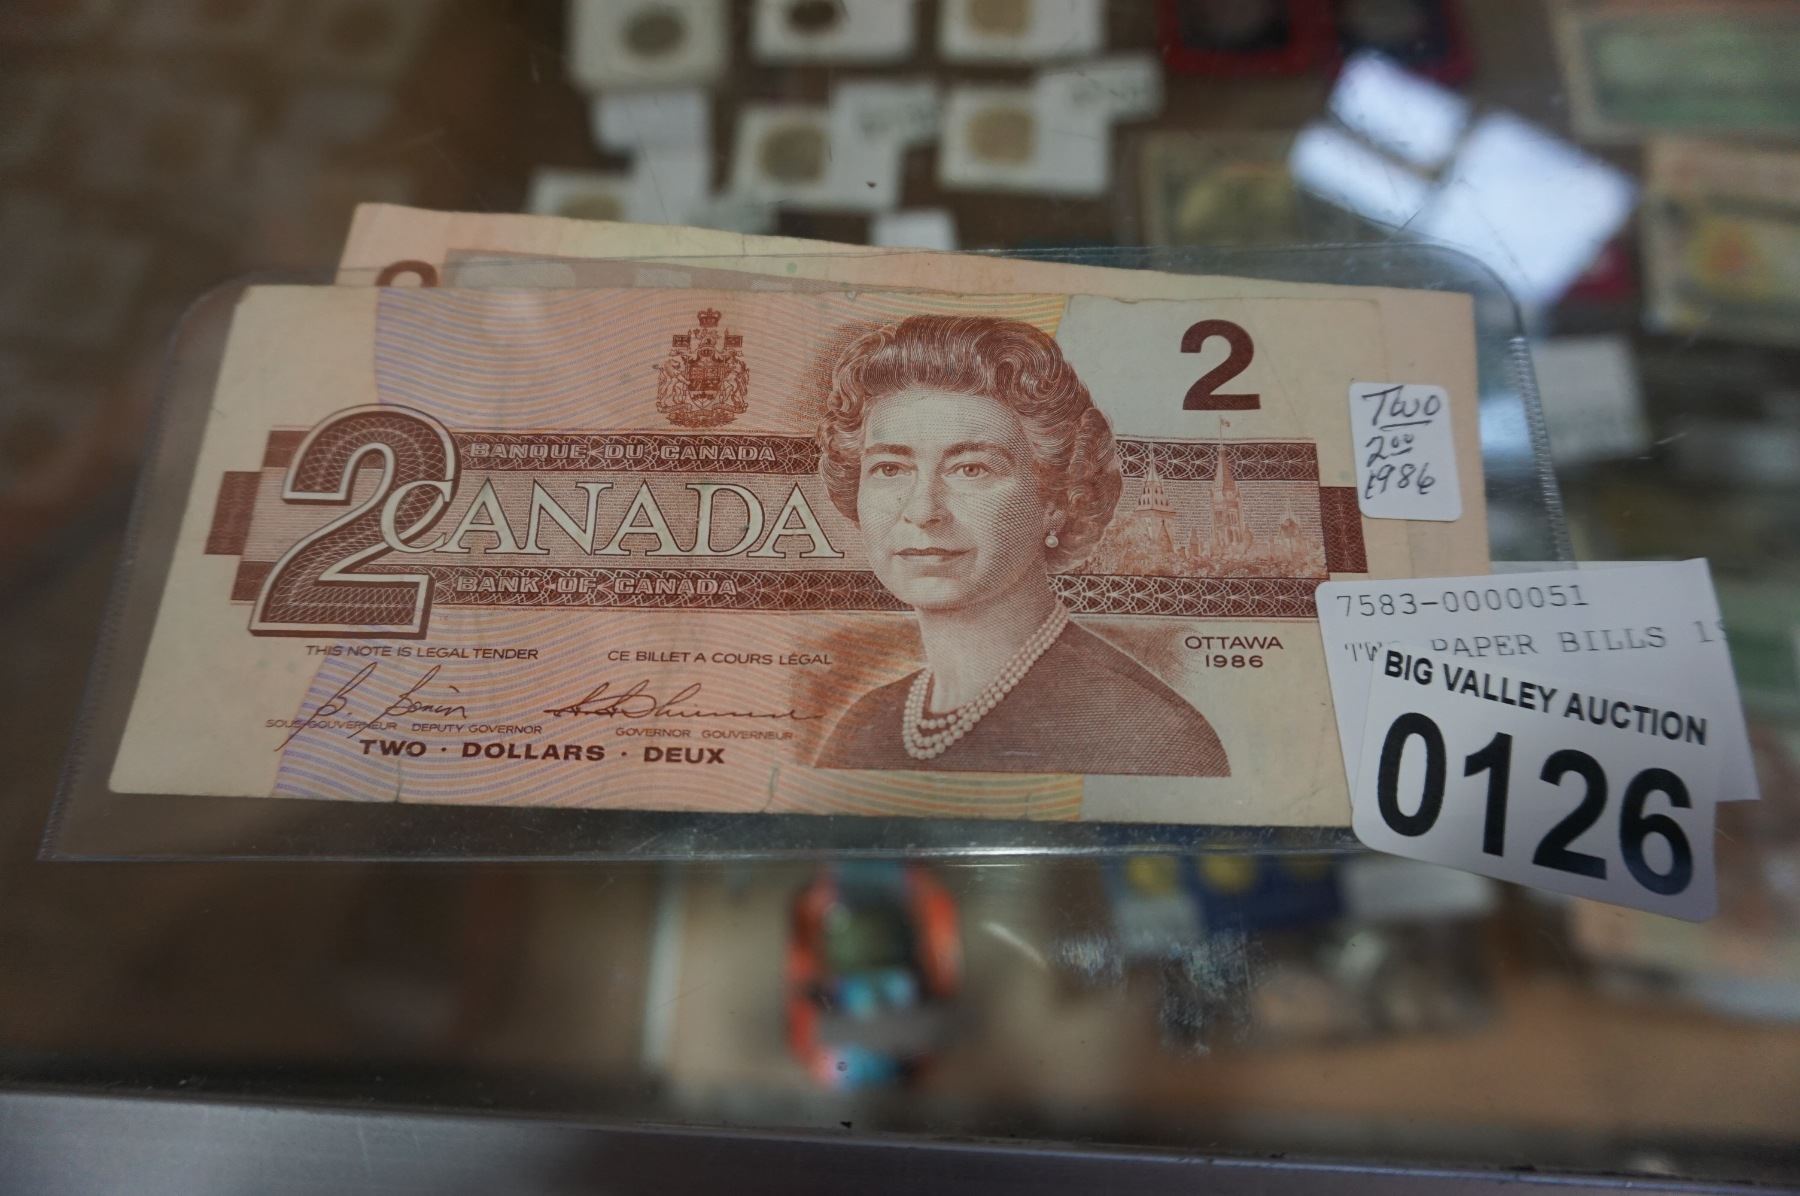 2
BANQUE DU CANADA
2 CANADA
BANK OF CANADA
THIS NOTE IS LEGAL TENDER
CE BILLET A COURS LÉGAL
OTTAWA
1986
SOUS-GOUVERNEUR DEPUTY GOVERNOR
GOVERNOR GOUVERNEUR
TWO · DOLLARS · DEUX
Two
2.00
1986
7583-0000051
PAPER BILLS
BIG VALLEY AUCTION
0126